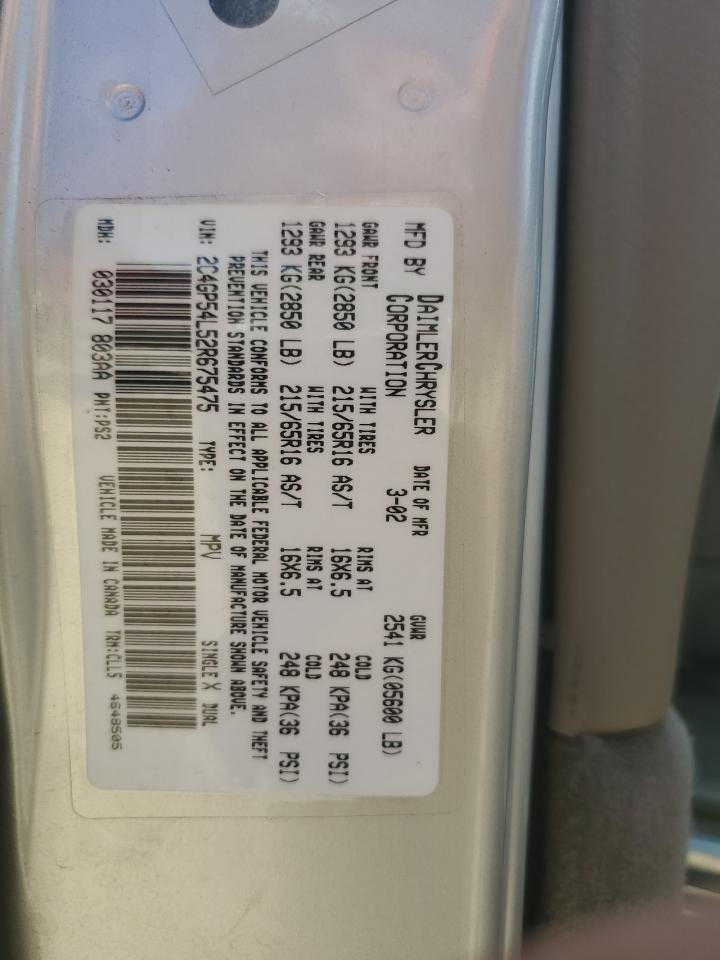 MFD BY DAIMLERCHRYSLER CORPORATION DATE OF MFR 3-02 GVWR 2541 KG(05600 LB)
GAWR FRONT WITH TIRES RIMS AT COLD
1293 KG(2850 LB) 215/65R16 AS/T 16X6.5 248 KPA(36 PSI)
GAWR REAR WITH TIRES RIMS AT COLD
1293 KG(2850 LB) 215/65R16 AS/T 16X6.5 248 KPA(36 PSI)
THIS VEHICLE CONFORMS TO ALL APPLICABLE FEDERAL MOTOR VEHICLE SAFETY AND THEFT
PREVENTION STANDARDS IN EFFECT ON THE DATE OF MANUFACTURE SHOWN ABOVE.
VIN: 2C4GP54L52R675475 TYPE: MPV SINGLE X DUAL
MDH: 030117 803AA PNT:PS2 VEHICLE MADE IN CANADA TRM:CLL5 4648505